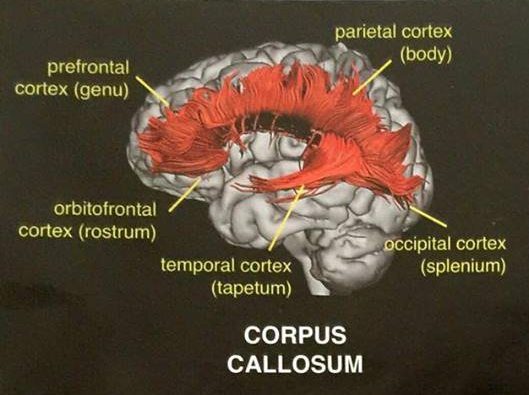 parietal cortex
(body)
prefrontal
cortex (genu)
orbitofrontal
cortex (rostrum)
occipital cortex
(splenium)
temporal cortex
(tapetum)
CORPUS
CALLOSUM